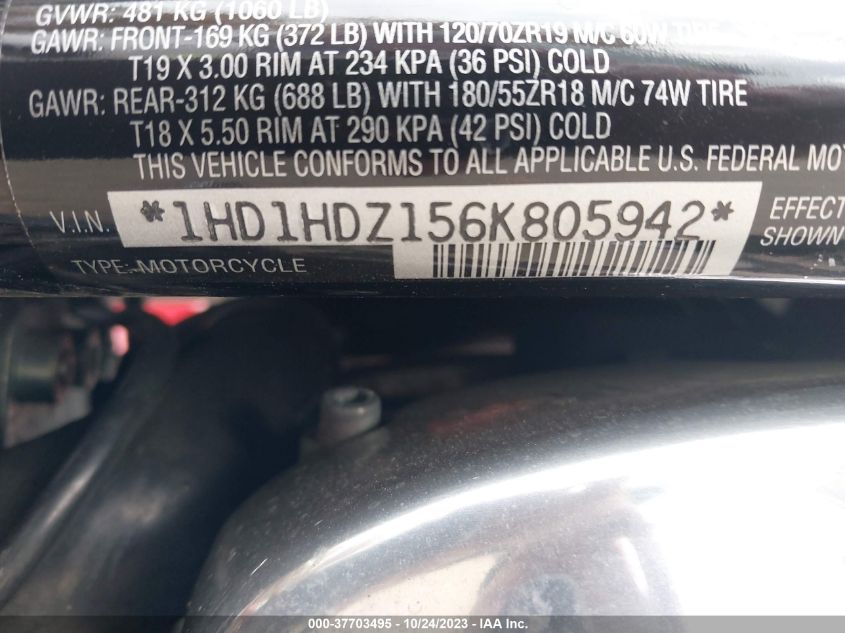 GVWR: 481 KG (1060 LB)
GAWR: FRONT-169 KG (372 LB) WITH 120/70ZR19 M/C 60W TIRE
T19 X 3.00 RIM AT 234 KPA (36 PSI) COLD
GAWR: REAR-312 KG (688 LB) WITH 180/55ZR18 M/C 74W TIRE
T18 X 5.50 RIM AT 290 KPA (42 PSI) COLD
THIS VEHICLE CONFORMS TO ALL APPLICABLE U.S. FEDERAL MOT
V.I.N. *1HD1HDZ156K805942* EFFECT
SHOWN
TYPE:-MOTORCYCLE
000-37703495 - 10/24/2023 - IAA Inc.